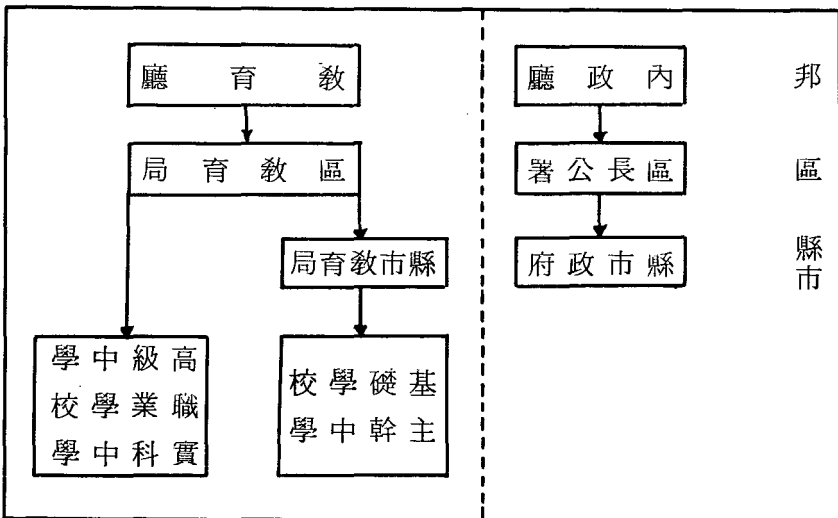 邦
區
縣市
內政廳
區長公署
縣市政府
教育廳
區教育局
縣市教育局
基礎學校
主幹中學
高級中學
職業學校
實科中學